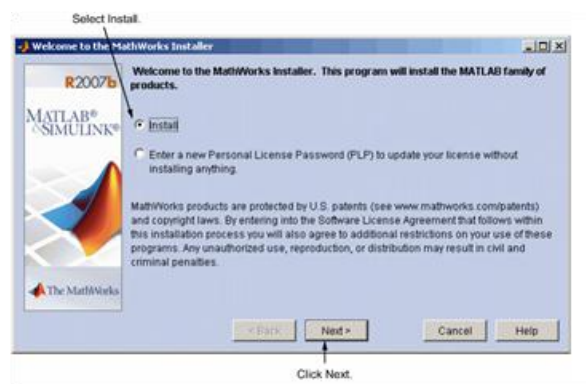 Select Install.
Welcome to the MathWorks Installer
R2007b
MATLAB®
&SIMULINK®
The MathWorks
Welcome to the MathWorks Installer. This program will install the MATLAB family of
products.
Install
Enter a new Personal License Password (PLP) to update your license without
installing anything.
MathWorks products are protected by U.S. patents (see www.mathworks.com/patents)
and copyright laws. By entering into the Software License Agreement that follows within
this installation process you will also agree to additional restrictions on your use of these
programs. Any unauthorized use, reproduction, or distribution may result in civil and
criminal penalties.
< Back
Next >
Cancel
Help
Click Next.